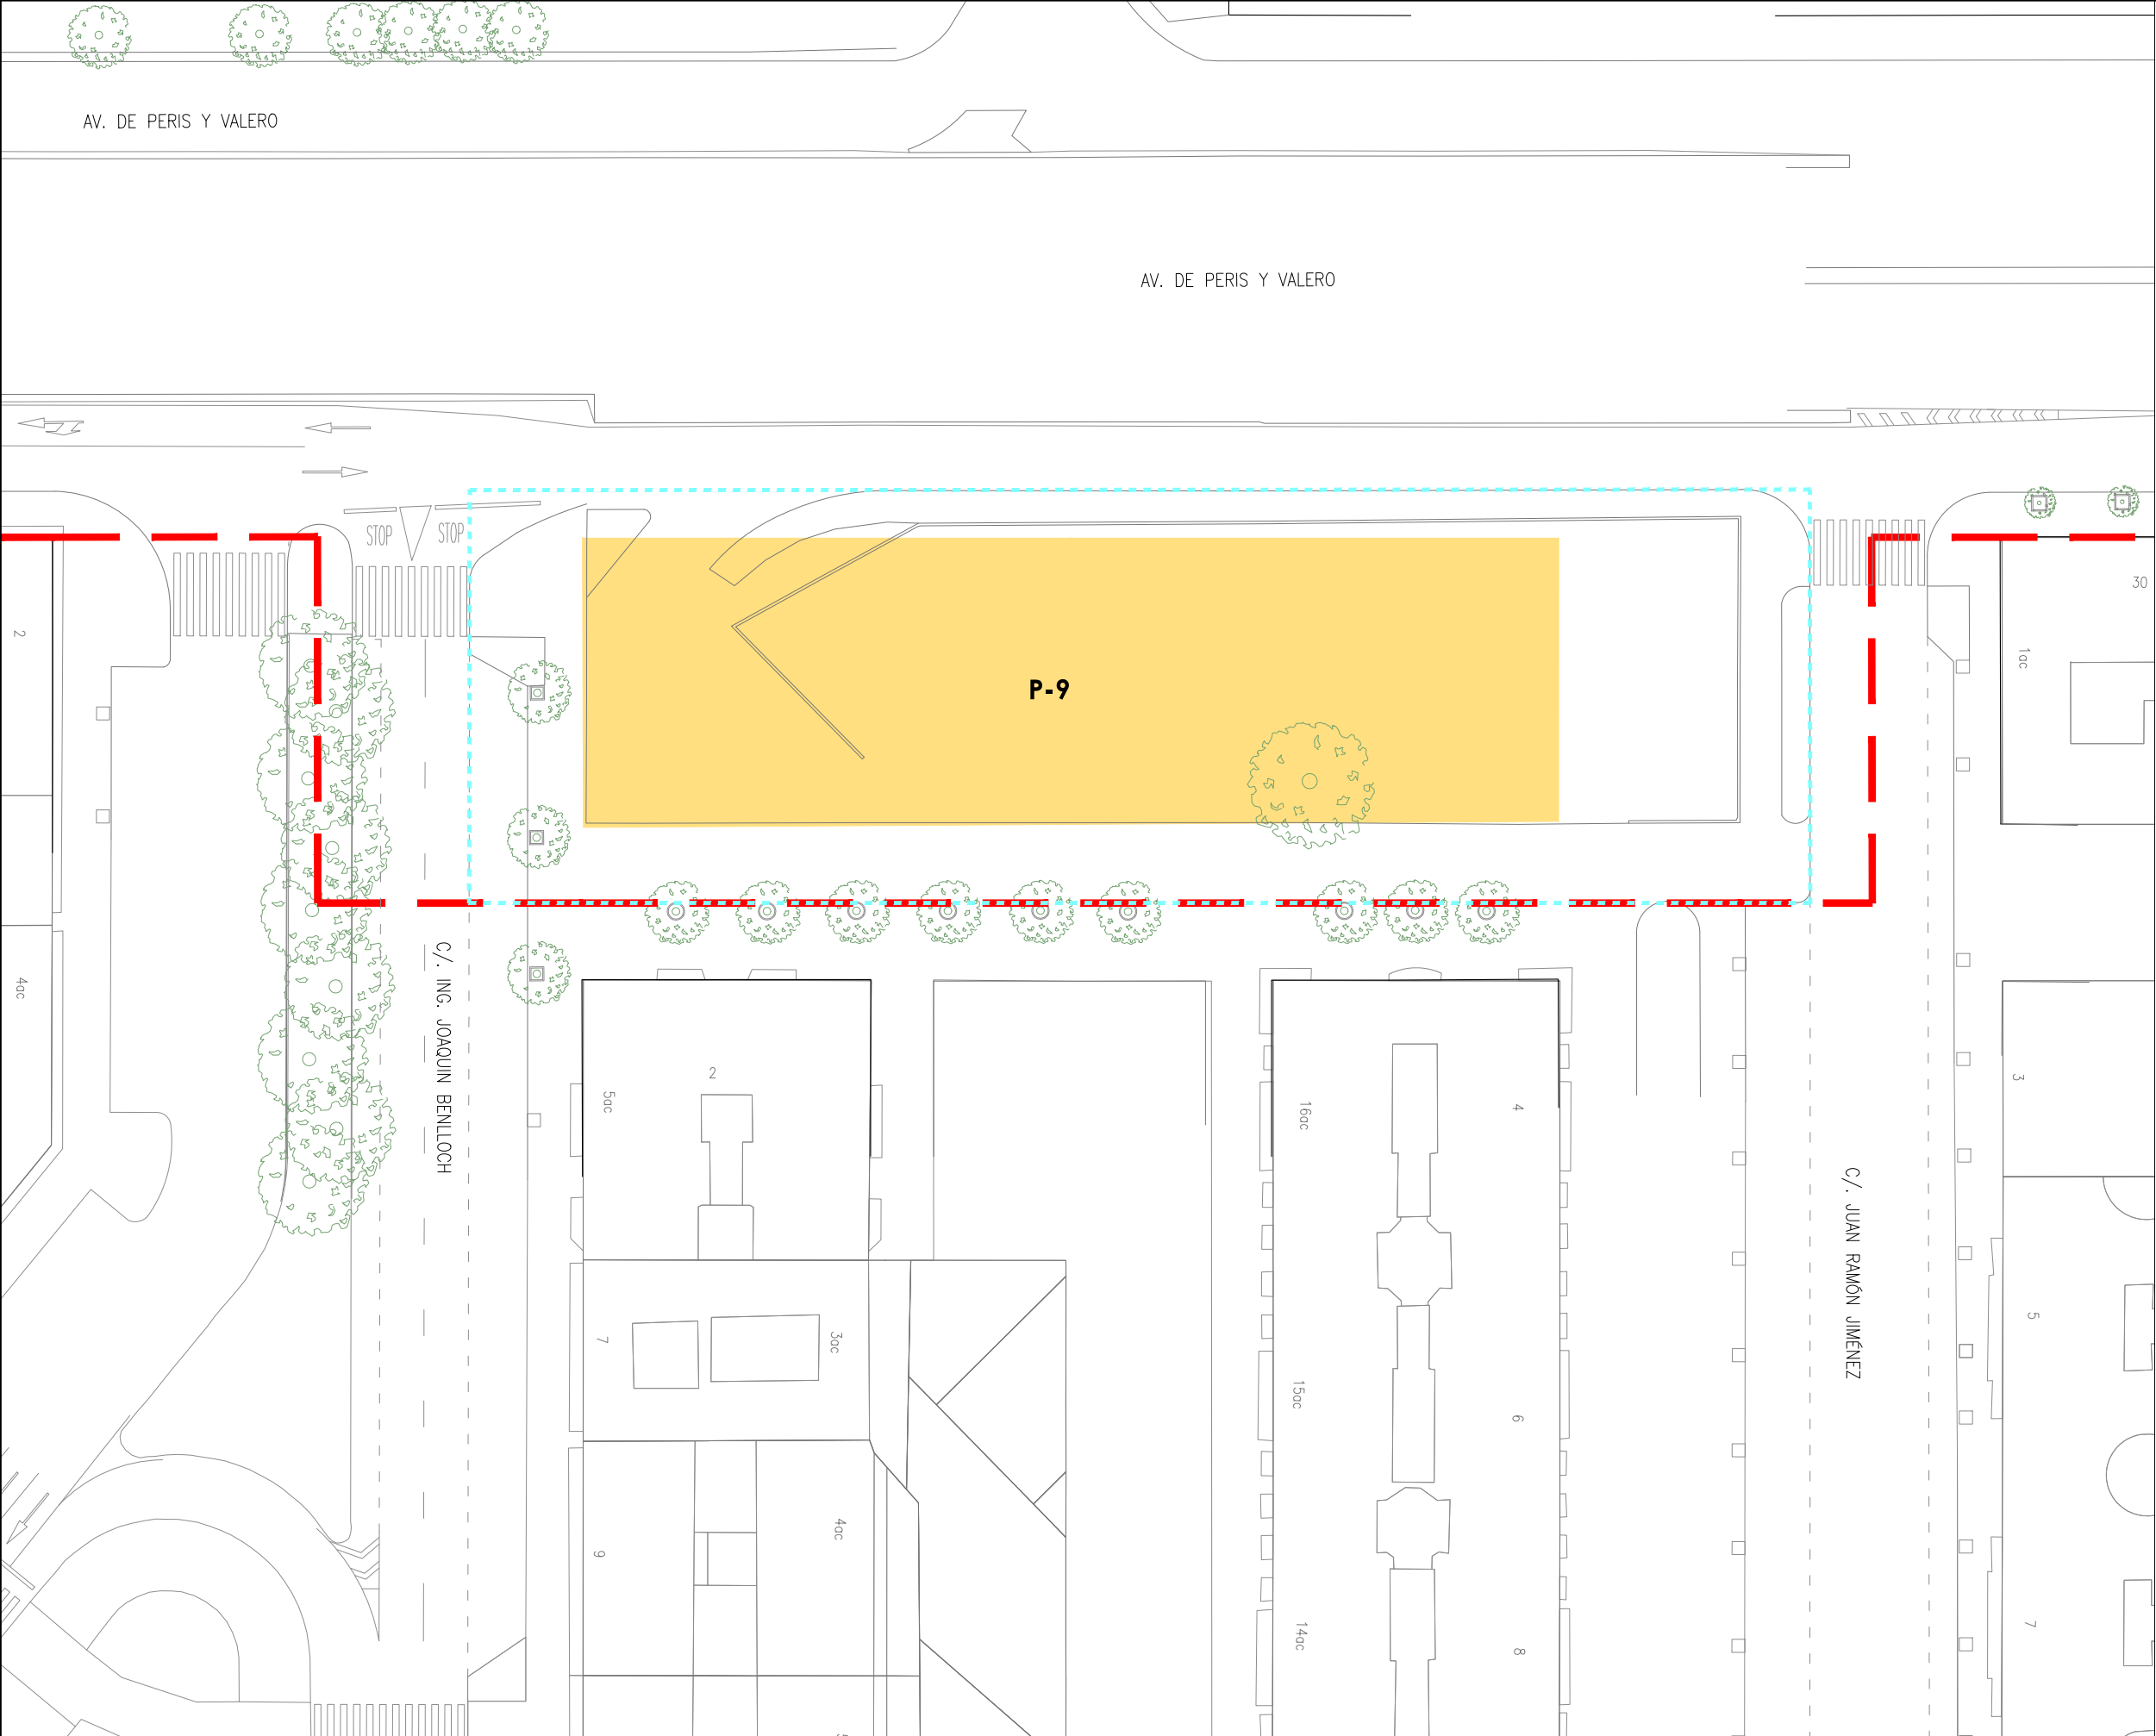 AV. DE PERIS Y VALERO
AV. DE PERIS Y VALERO
STOP
STOP
30
2
1ac
P-9
4ac
C/. ING. JOAQUIN BENLLOCH
2
5ac
16ac
4
3
C/. JUAN RAMÓN JIMÉNEZ
5
7
3ac
15ac
6
4ac
9
14ac
8
7